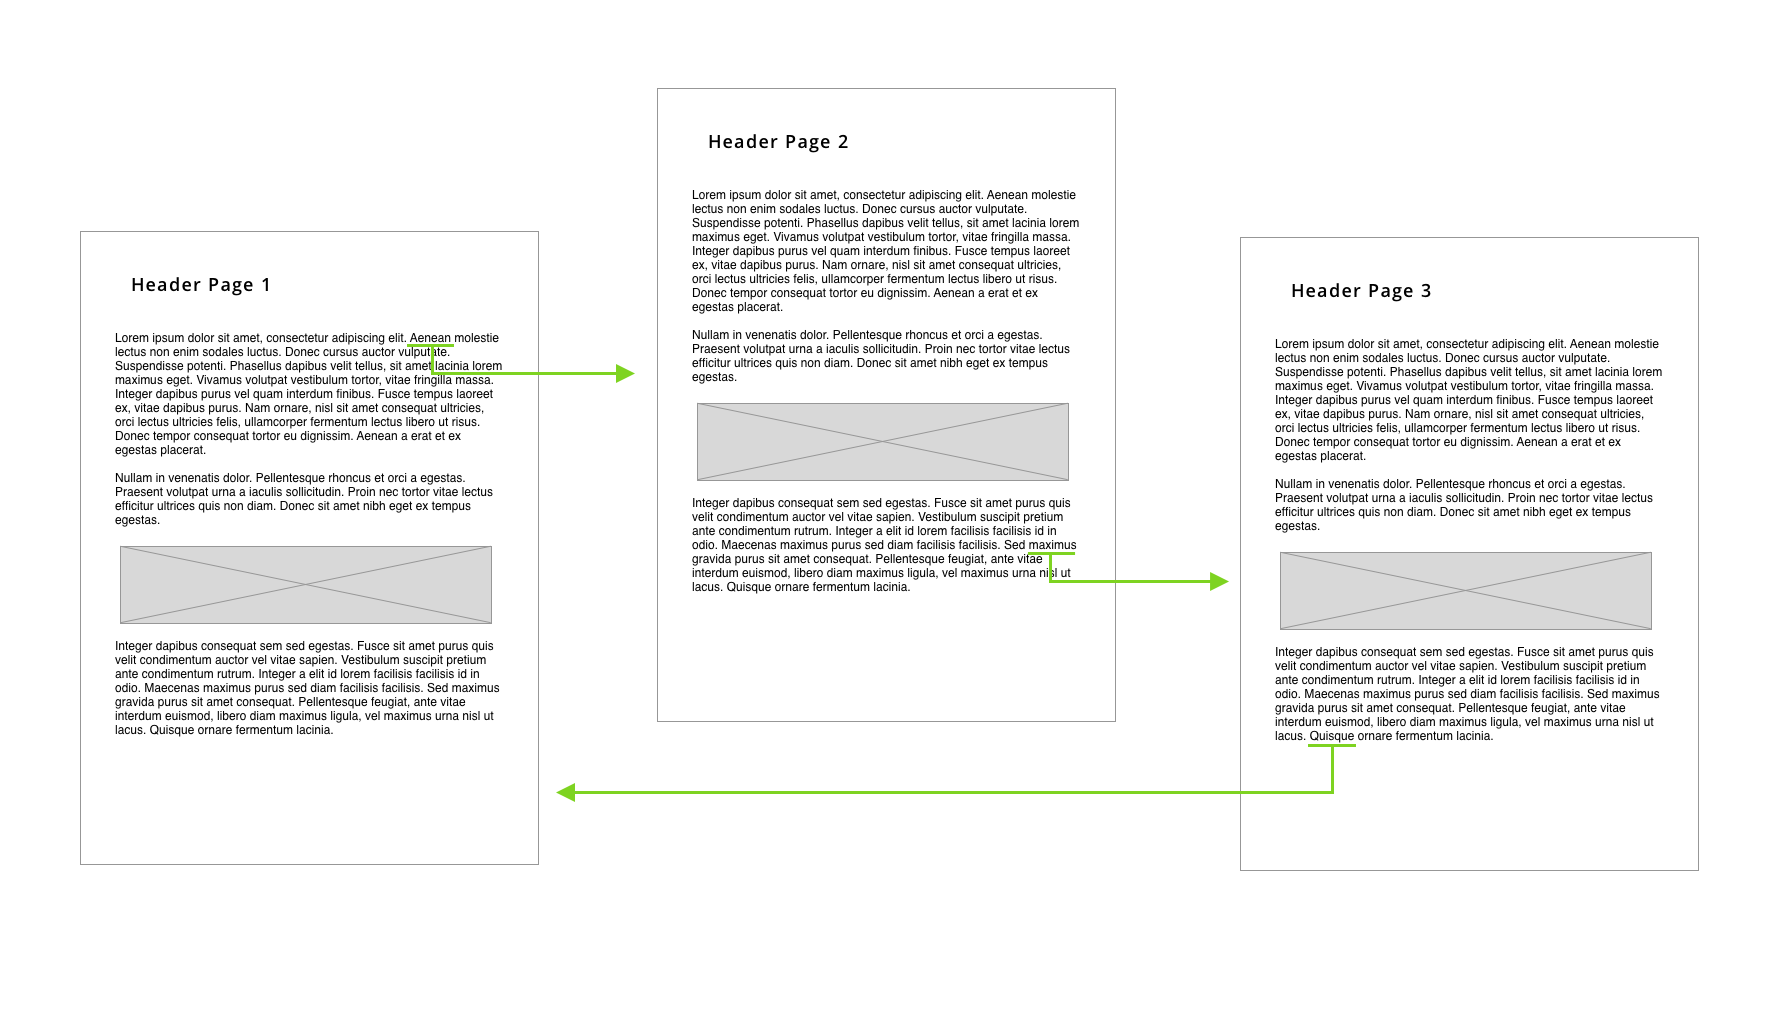 Header Page 1
Lorem ipsum dolor sit amet, consectetur adipiscing elit. Aenean molestie
lectus non enim sodales luctus. Donec cursus auctor vulputate.
Suspendisse potenti. Phasellus dapibus velit tellus, sit amet lacinia lorem
maximus eget. Vivamus volutpat vestibulum tortor, vitae fringilla massa.
Integer dapibus purus vel quam interdum finibus. Fusce tempus laoreet
ex, vitae dapibus purus. Nam ornare, nisl sit amet consequat ultricies,
orci lectus ultricies felis, ullamcorper fermentum lectus libero ut risus.
Donec tempor consequat tortor eu dignissim. Aenean a erat et ex
egestas placerat.
Nullam in venenatis dolor. Pellentesque rhoncus et orci a egestas.
Praesent volutpat urna a iaculis sollicitudin. Proin nec tortor vitae lectus
efficitur ultrices quis non diam. Donec sit amet nibh eget ex tempus
egestas.
Integer dapibus consequat sem sed egestas. Fusce sit amet purus quis
velit condimentum auctor vel vitae sapien. Vestibulum suscipit pretium
ante condimentum rutrum. Integer a elit id lorem facilisis facilisis id in
odio. Maecenas maximus purus sed diam facilisis facilisis. Sed maximus
gravida purus sit amet consequat. Pellentesque feugiat, ante vitae
interdum euismod, libero diam maximus ligula, vel maximus urna nisl ut
lacus. Quisque ornare fermentum lacinia.
Header Page 2
Lorem ipsum dolor sit amet, consectetur adipiscing elit. Aenean molestie
lectus non enim sodales luctus. Donec cursus auctor vulputate.
Suspendisse potenti. Phasellus dapibus velit tellus, sit amet lacinia lorem
maximus eget. Vivamus volutpat vestibulum tortor, vitae fringilla massa.
Integer dapibus purus vel quam interdum finibus. Fusce tempus laoreet
ex, vitae dapibus purus. Nam ornare, nisl sit amet consequat ultricies,
orci lectus ultricies felis, ullamcorper fermentum lectus libero ut risus.
Donec tempor consequat tortor eu dignissim. Aenean a erat et ex
egestas placerat.
Nullam in venenatis dolor. Pellentesque rhoncus et orci a egestas.
Praesent volutpat urna a iaculis sollicitudin. Proin nec tortor vitae lectus
efficitur ultrices quis non diam. Donec sit amet nibh eget ex tempus
egestas.
Integer dapibus consequat sem sed egestas. Fusce sit amet purus quis
velit condimentum auctor vel vitae sapien. Vestibulum suscipit pretium
ante condimentum rutrum. Integer a elit id lorem facilisis facilisis id in
odio. Maecenas maximus purus sed diam facilisis facilisis. Sed maximus
gravida purus sit amet consequat. Pellentesque feugiat, ante vitae
interdum euismod, libero diam maximus ligula, vel maximus urna nisl ut
lacus. Quisque ornare fermentum lacinia.
Header Page 3
Lorem ipsum dolor sit amet, consectetur adipiscing elit. Aenean molestie
lectus non enim sodales luctus. Donec cursus auctor vulputate.
Suspendisse potenti. Phasellus dapibus velit tellus, sit amet lacinia lorem
maximus eget. Vivamus volutpat vestibulum tortor, vitae fringilla massa.
Integer dapibus purus vel quam interdum finibus. Fusce tempus laoreet
ex, vitae dapibus purus. Nam ornare, nisl sit amet consequat ultricies,
orci lectus ultricies felis, ullamcorper fermentum lectus libero ut risus.
Donec tempor consequat tortor eu dignissim. Aenean a erat et ex
egestas placerat.
Nullam in venenatis dolor. Pellentesque rhoncus et orci a egestas.
Praesent volutpat urna a iaculis sollicitudin. Proin nec tortor vitae lectus
efficitur ultrices quis non diam. Donec sit amet nibh eget ex tempus
egestas.
Integer dapibus consequat sem sed egestas. Fusce sit amet purus quis
velit condimentum auctor vel vitae sapien. Vestibulum suscipit pretium
ante condimentum rutrum. Integer a elit id lorem facilisis facilisis id in
odio. Maecenas maximus purus sed diam facilisis facilisis. Sed maximus
gravida purus sit amet consequat. Pellentesque feugiat, ante vitae
interdum euismod, libero diam maximus ligula, vel maximus urna nisl ut
lacus. Quisque ornare fermentum lacinia.